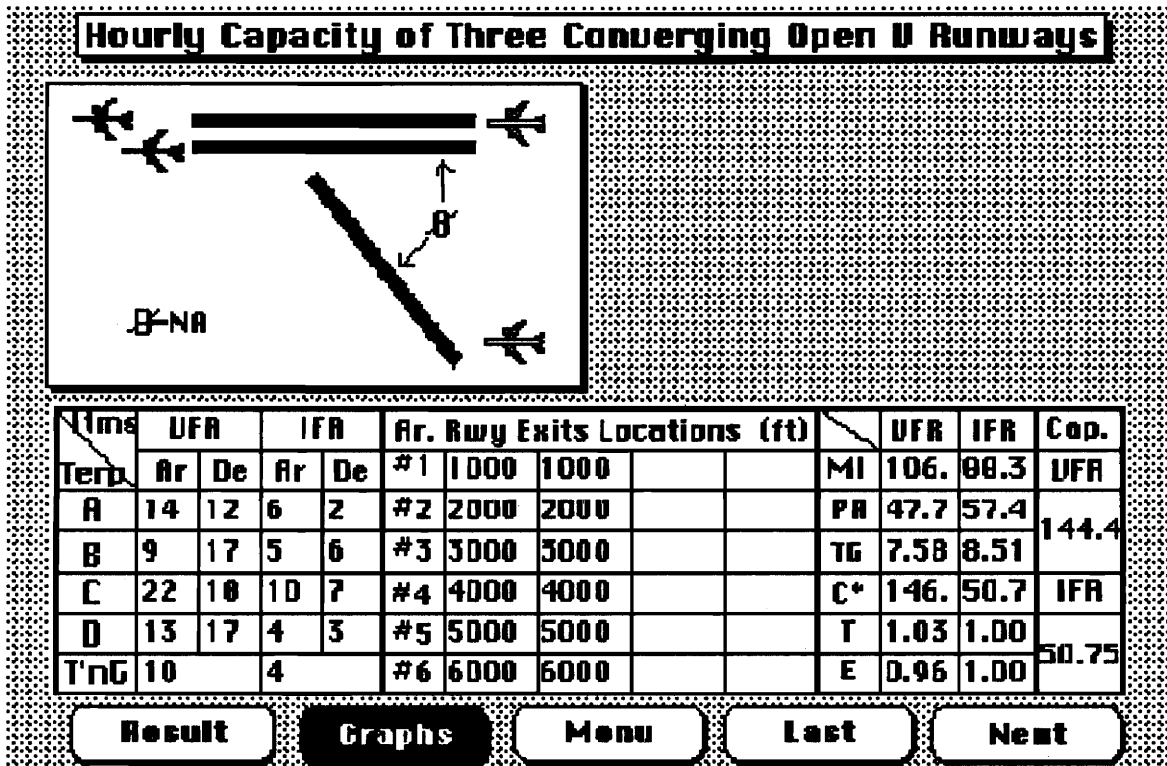 Hourly Capacity of Three Converging Open V Runways
θ
θ-NA
T'ms VFR IFR Ar. Rwy Exits Locations (ft) VFR IFR Cap.
Temp. Ar De Ar De #1 1000 1000 MI 106. 88.3 VFR
A 14 12 6 2 #2 2000 2000 PA 47.7 57.4 144.4
B 9 17 5 6 #3 3000 3000 TG 7.58 8.51
C 22 18 10 7 #4 4000 4000 C* 146. 50.7 IFR
D 13 17 4 3 #5 5000 5000 T 1.03 1.00 50.75
T'nG 10 4 #6 6000 6000 E 0.96 1.00
Result Graphs Menu Last Next